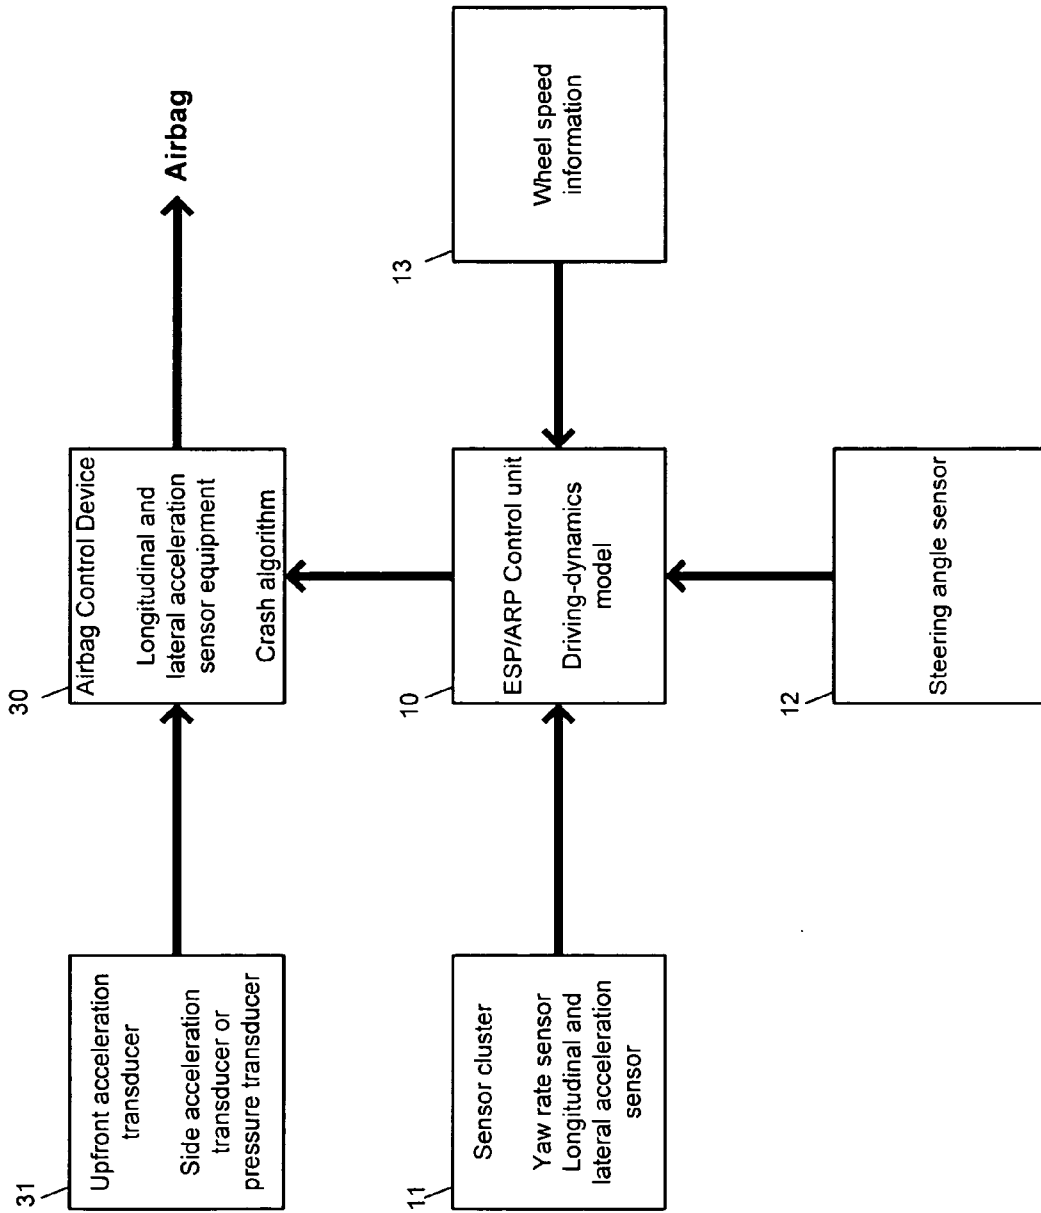 31
Upfront acceleration
transducer
Side acceleration
transducer or
pressure transducer
30
Airbag Control Device
Longitudinal and
lateral acceleration
sensor equipment
Crash algorithm
Airbag
11
Sensor cluster
Yaw rate sensor
Longitudinal and
lateral acceleration
sensor
10
ESP/ARP Control unit
Driving-dynamics
model
13
Wheel speed
information
12
Steering angle sensor